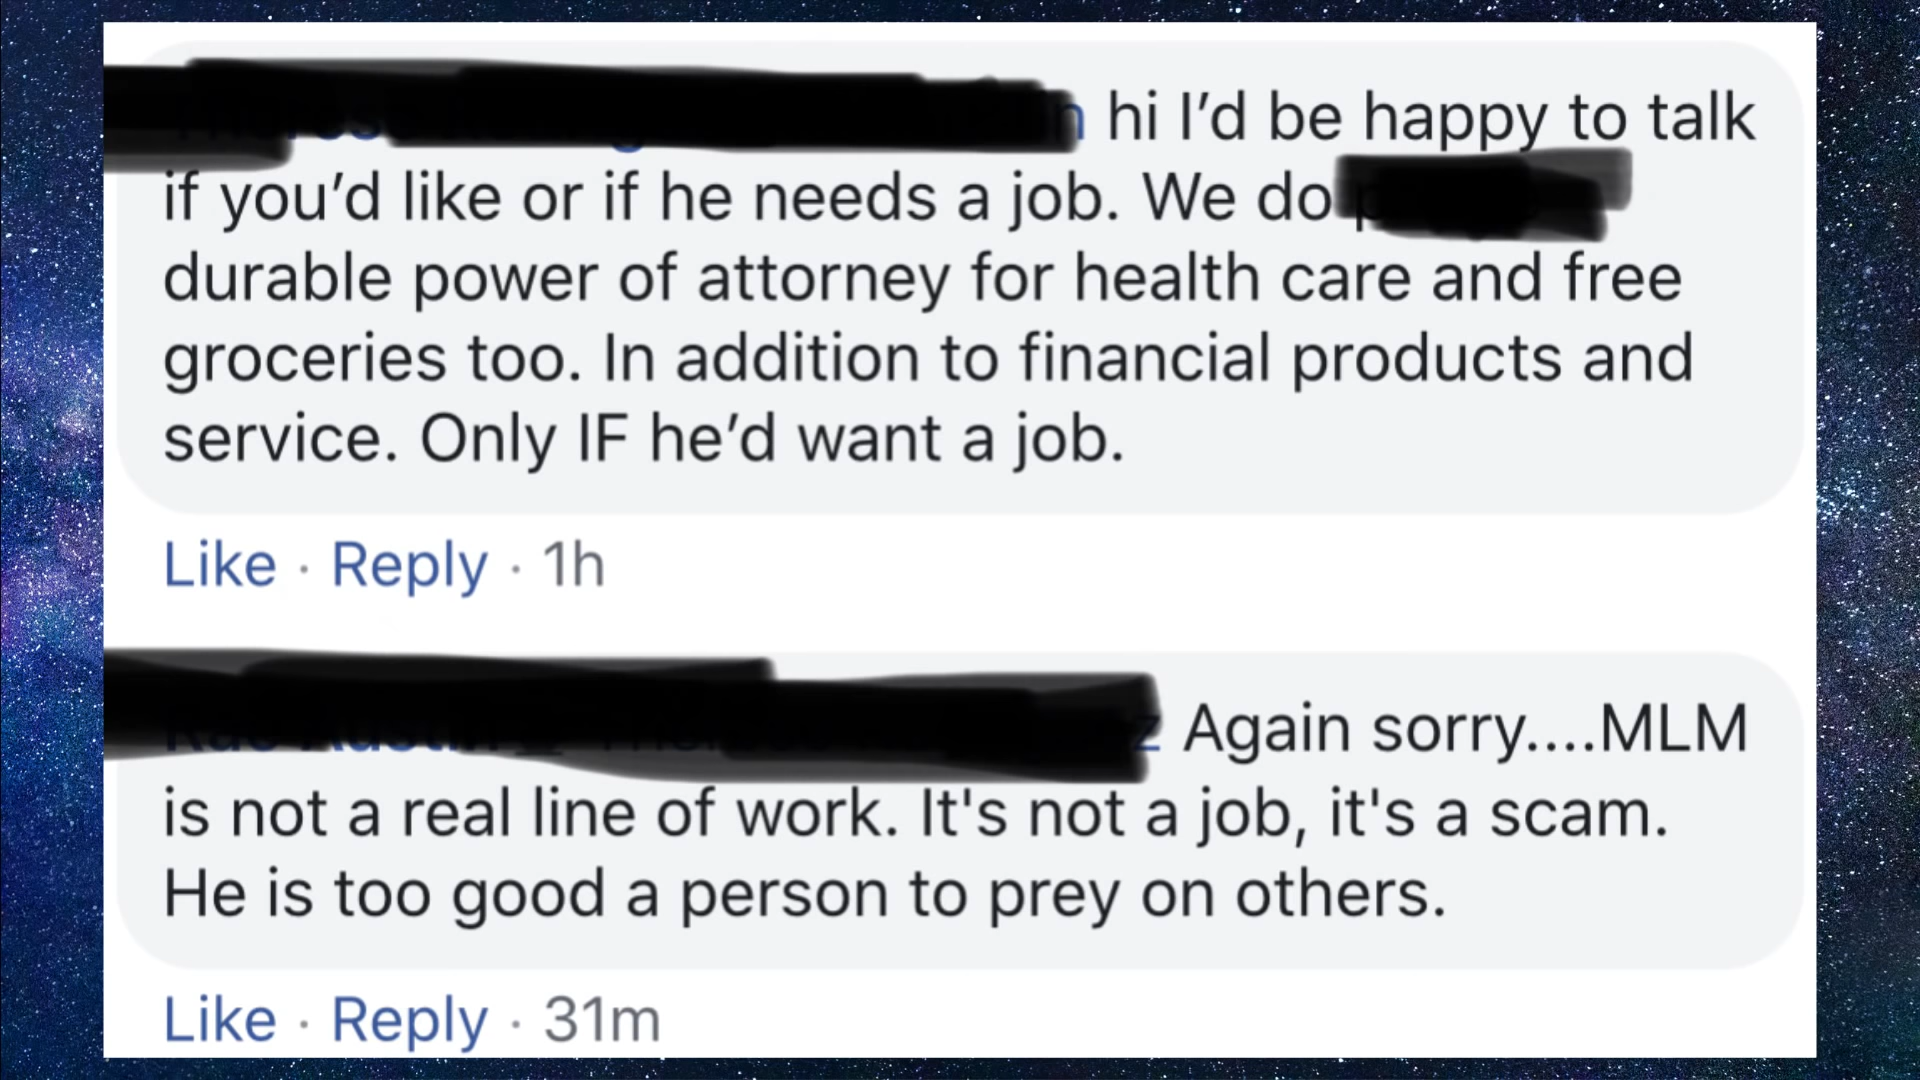 hi I’d be happy to talk
if you’d like or if he needs a job. We do
durable power of attorney for health care and free
groceries too. In addition to financial products and
service. Only IF he’d want a job.
Like · Reply · 1h
Again sorry....MLM
is not a real line of work. It's not a job, it's a scam.
He is too good a person to prey on others.
Like · Reply · 31m